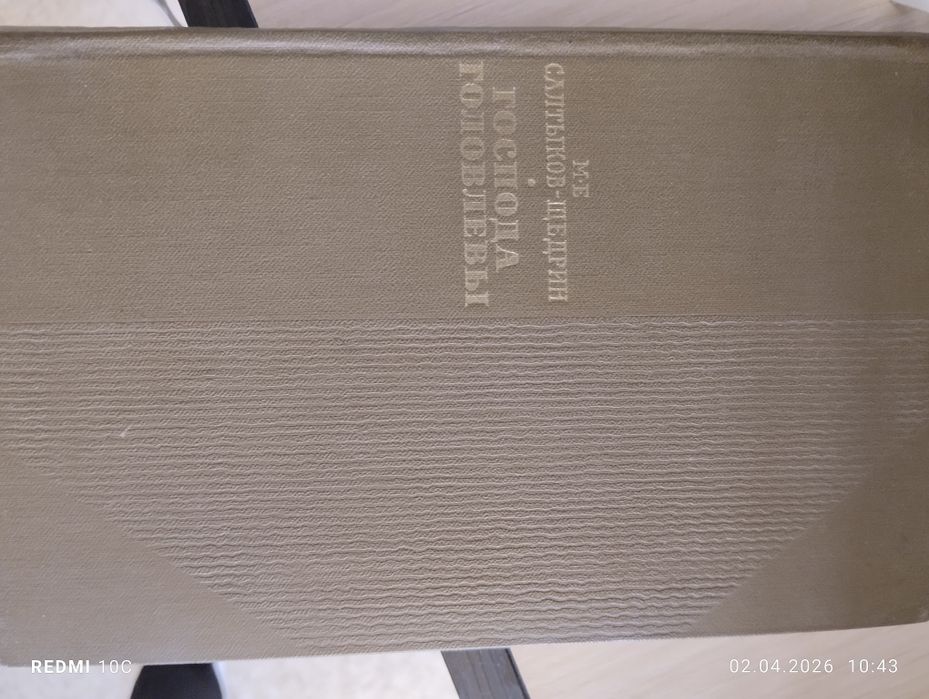 М·Е
САЛТЫКОВ-ЩЕДРИН
ГОСПОДА
ГОЛОВЛЕВЫ
REDMI 10C
02.04.2026 10:43